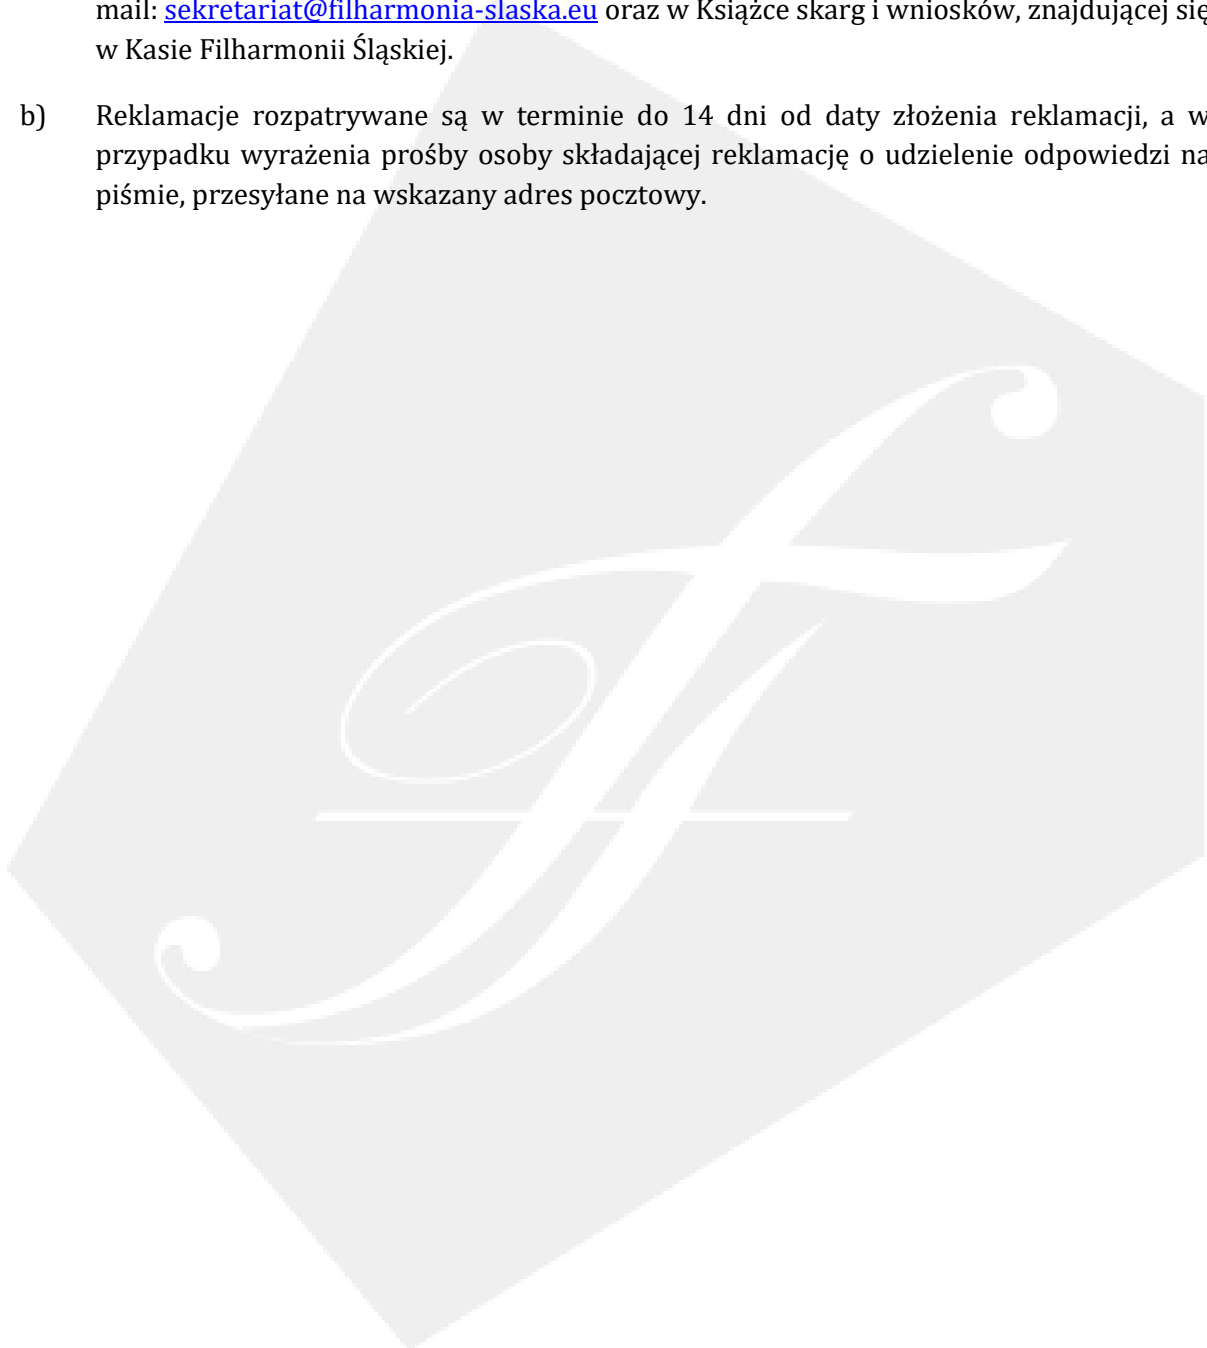 mail: sekretariat@filharmonia-slaska.eu oraz w Książce skarg i wniosków, znajdującej się
w Kasie Filharmonii Śląskiej.
b) Reklamacje rozpatrywane są w terminie do 14 dni od daty złożenia reklamacji, a w
przypadku wyrażenia prośby osoby składającej reklamację o udzielenie odpowiedzi na
piśmie, przesyłane na wskazany adres pocztowy.